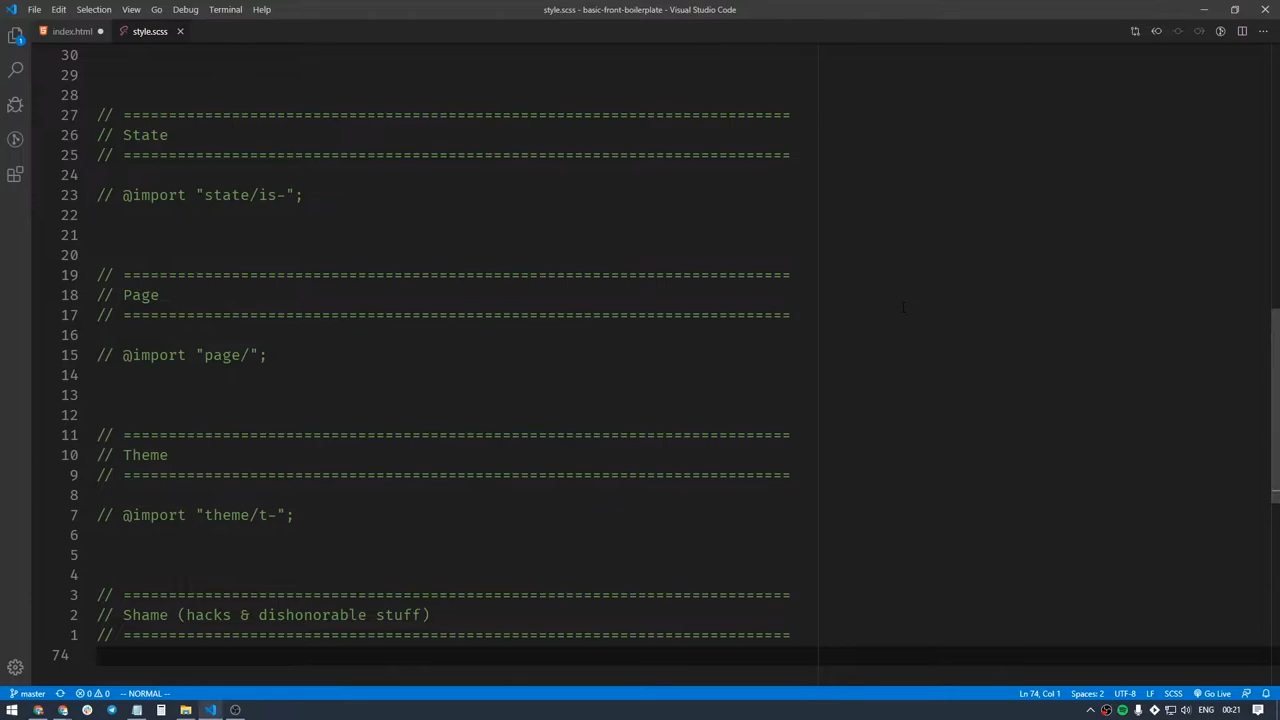 File Edit Selection View Go Debug Terminal Help
style.scss - basic-front-boilerplate - Visual Studio Code
index.html
style.scss
1
30
29
28
27 // ==========================================================================
26 // State
25 // ==========================================================================
24
23 // @import "state/is-";
22
21
20
19 // ==========================================================================
18 // Page
17 // ==========================================================================
16
15 // @import "page/";
14
13
12
11 // ==========================================================================
10 // Theme
9 // ==========================================================================
8
7 // @import "theme/t-";
6
5
4
3 // ==========================================================================
2 // Shame (hacks & dishonorable stuff)
1 // ==========================================================================
74
master 0 0 -- NORMAL -- Ln 74, Col 1 Spaces: 2 UTF-8 LF SCSS Go Live
ENG 00:21